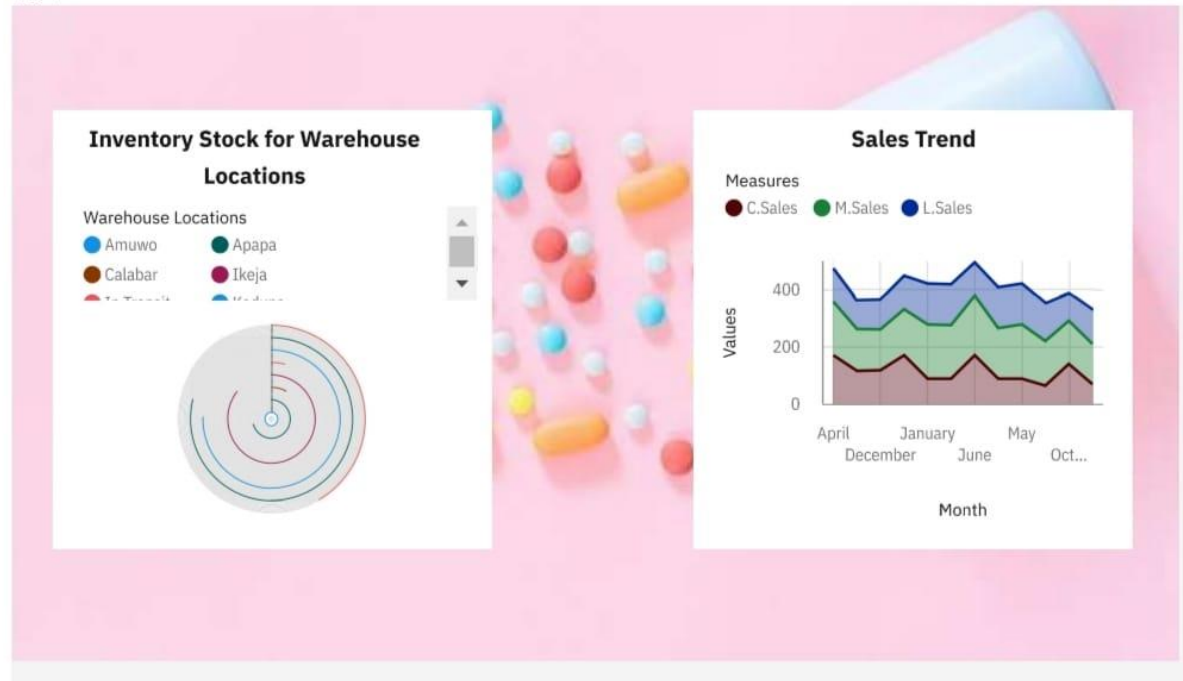 Inventory Stock for Warehouse
Locations
Warehouse Locations
Amuwo Apapa
Calabar Ikeja
Sales Trend
Measures
C.Sales M.Sales L.Sales
Values
400
200
0
April January May
December June Oct...
Month